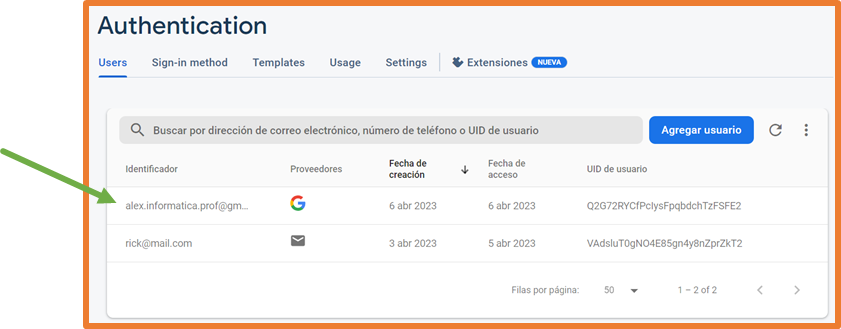 Authentication
Users Sign-in method Templates Usage Settings Extensiones NUEVA
Buscar por dirección de correo electrónico, número de teléfono o UID de usuario Agregar usuario
Identificador Proveedores Fecha de creación Fecha de acceso UID de usuario
alex.informatica.prof@gm... 6 abr 2023 6 abr 2023 Q2G72RYCfPclysFpqbdchTzFSFE2
rick@mail.com 3 abr 2023 5 abr 2023 VAdsluT0gNO4E85gn4y8nZprZkT2
Filas por página: 50 1 – 2 of 2